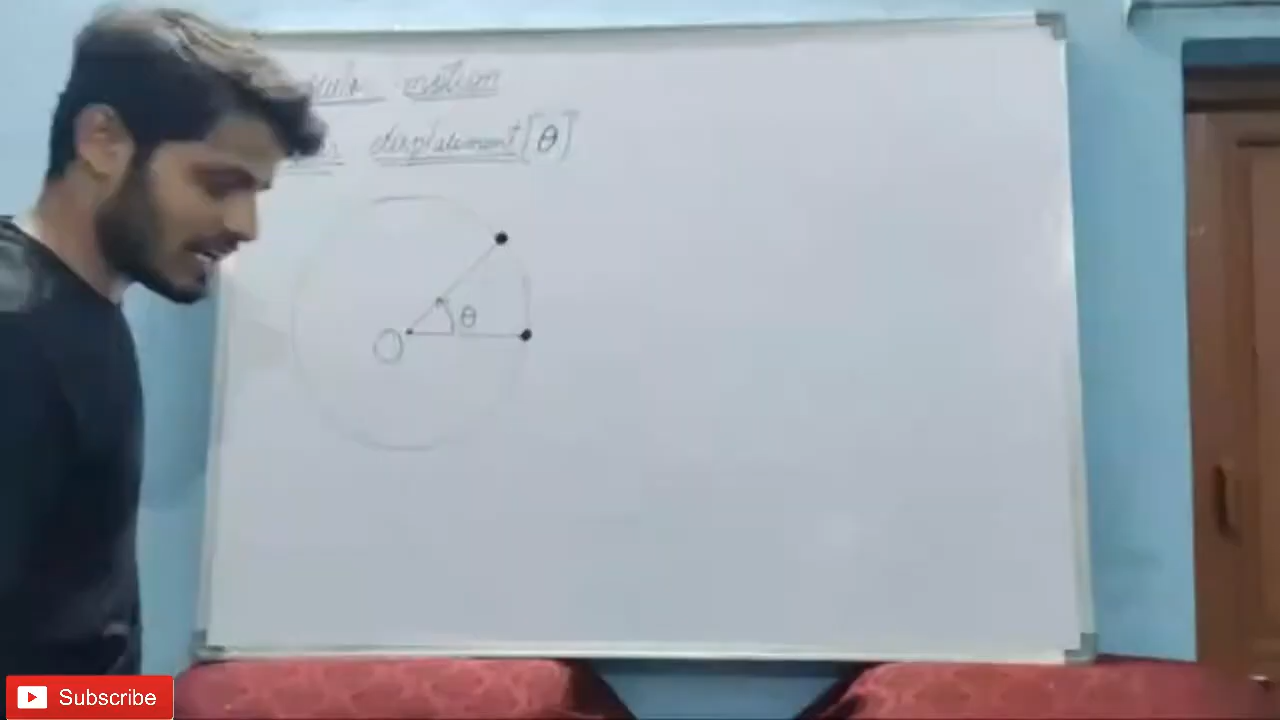 motion
displacement [θ]
θ
O
Subscribe